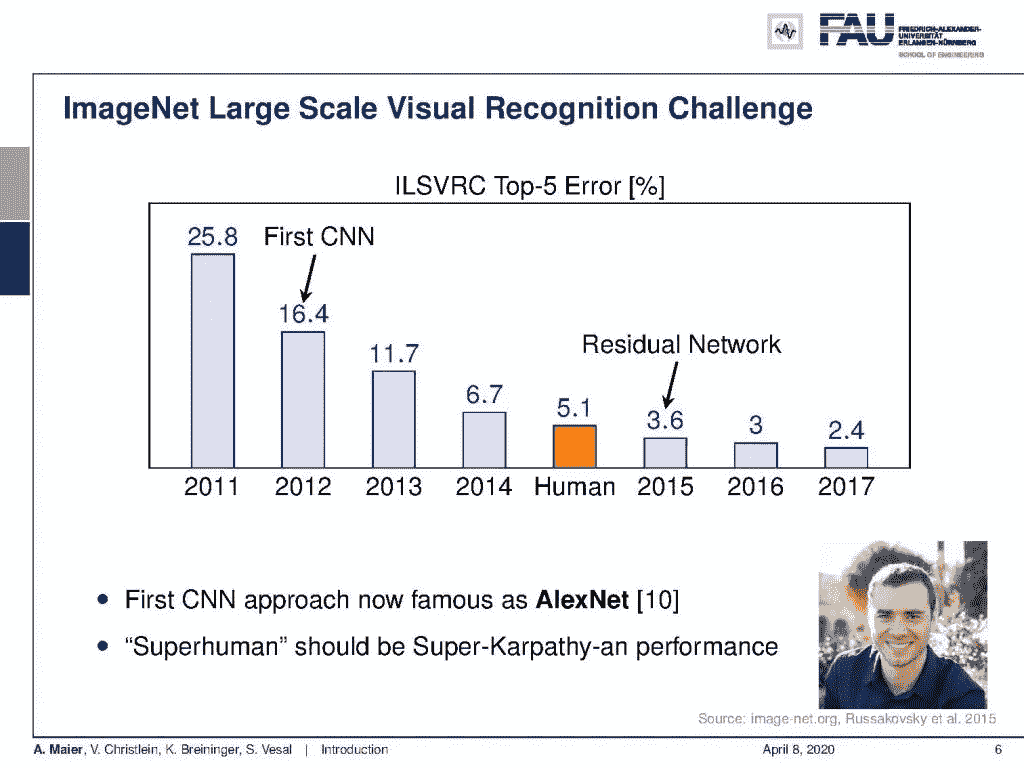 FAU
FRIEDRICH-ALEXANDER-
UNIVERSITÄT
ERLANGEN-NÜRNBERG
SCHOOL OF ENGINEERING
ImageNet Large Scale Visual Recognition Challenge
ILSVRC Top-5 Error [%]
25.8 First CNN
16.4
11.7
Residual Network
6.7
5.1
3.6
3
2.4
2011 2012 2013 2014 Human 2015 2016 2017
• First CNN approach now famous as AlexNet [10]
• “Superhuman” should be Super-Karpathy-an performance
Source: image-net.org, Russakovsky et al. 2015
A. Maier, V. Christlein, K. Breininger, S. Vesal | Introduction April 8, 2020 6